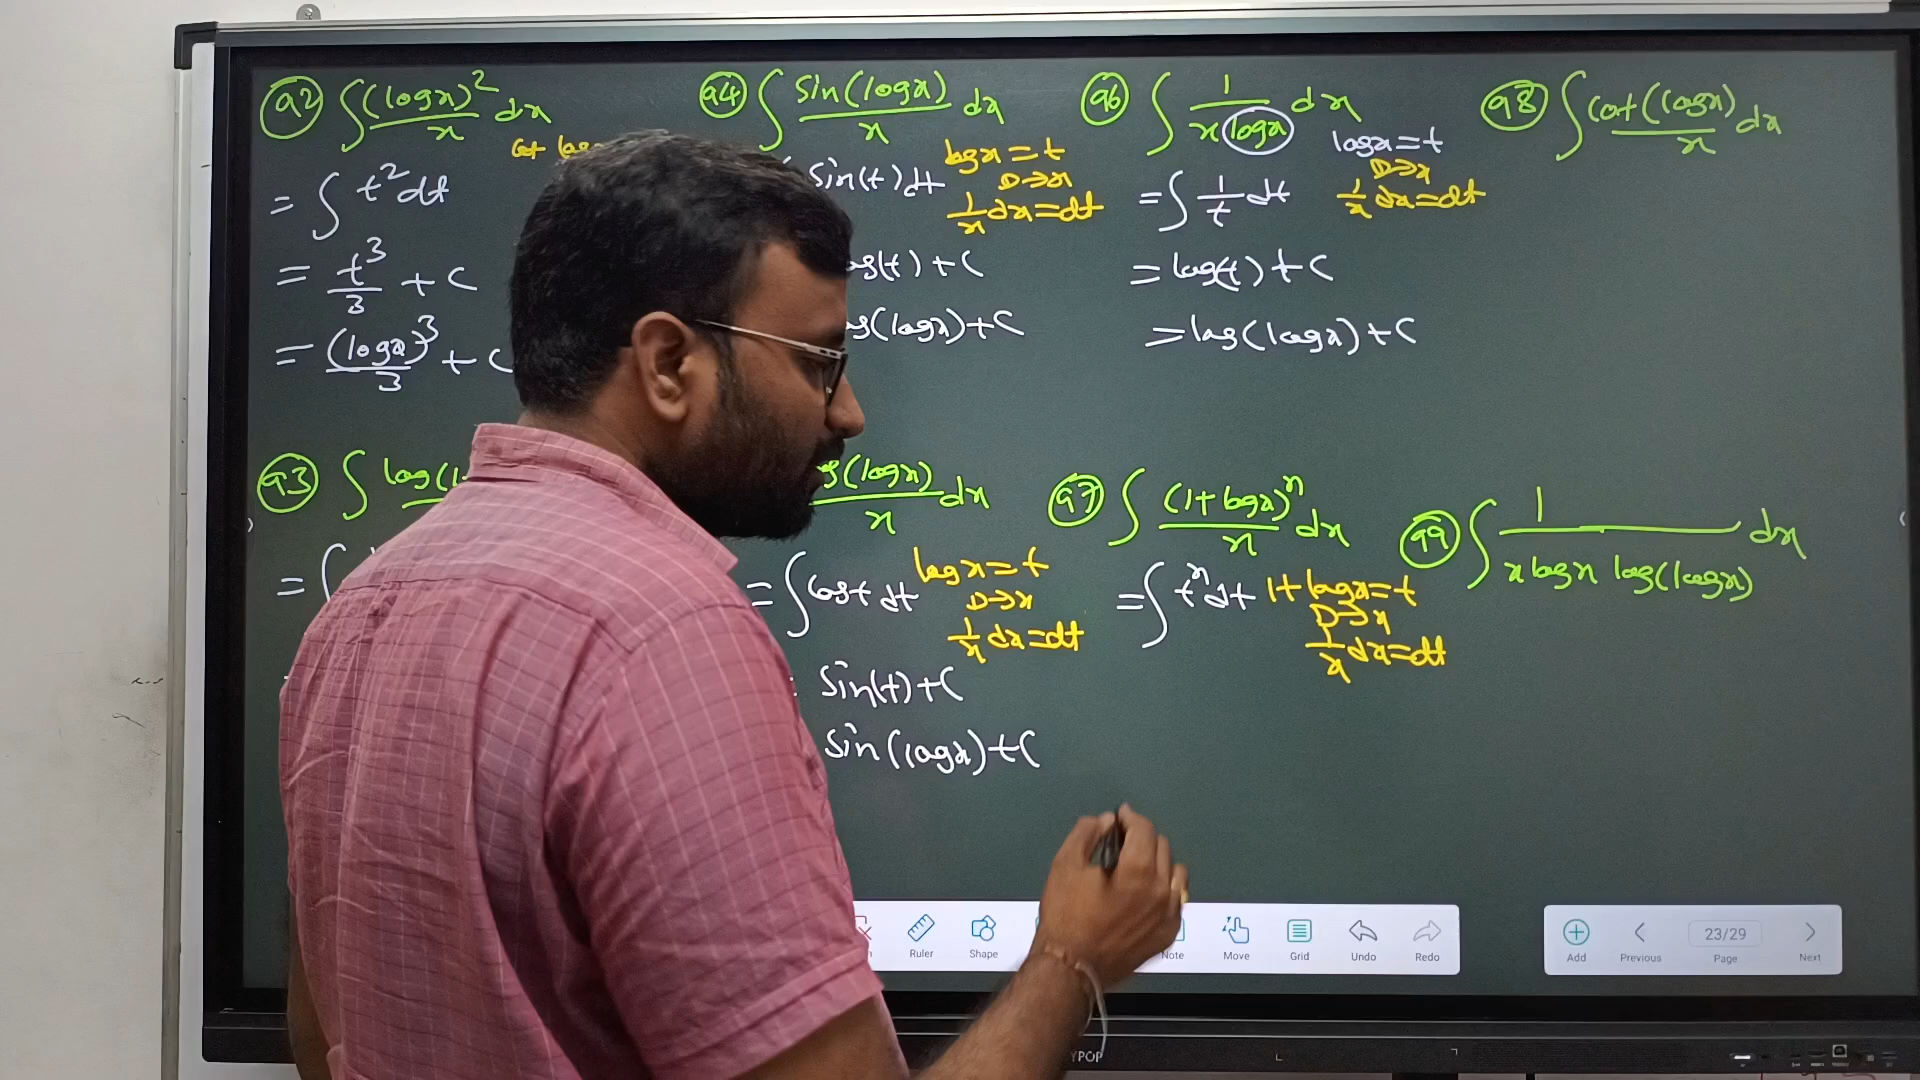 92 ∫ (logx)²/x dx
= ∫ t² dt
= t³/3 + C
= (logx)³/3 + C
93 ∫
= ∫
94 ∫ Sin(logx)/x dx
Sin(t) dt
logx = t
D→x
1/x dx = dt
(t) + C
(logx) + C
(logx)/x dx
= ∫ Cost dt
logx = t
D→x
1/x dx = dt
Sin(t) + C
Sin(logx) + C
96 ∫ 1/(x logx) dx
logx = t
D→x
1/x dx = dt
= ∫ 1/t dt
= log(t) + C
= log(logx) + C
97 ∫ (1+logx)ⁿ/x dx
= ∫ tⁿ dt
1+logx = t
D→x
1/x dx = dt
98 ∫ Cot(logx)/x dx
99 ∫ 1/(x logx log(logx)) dx
Ruler
Shape
Note
Move
Grid
Undo
Redo
Add
Previous
23/29
Page
Next